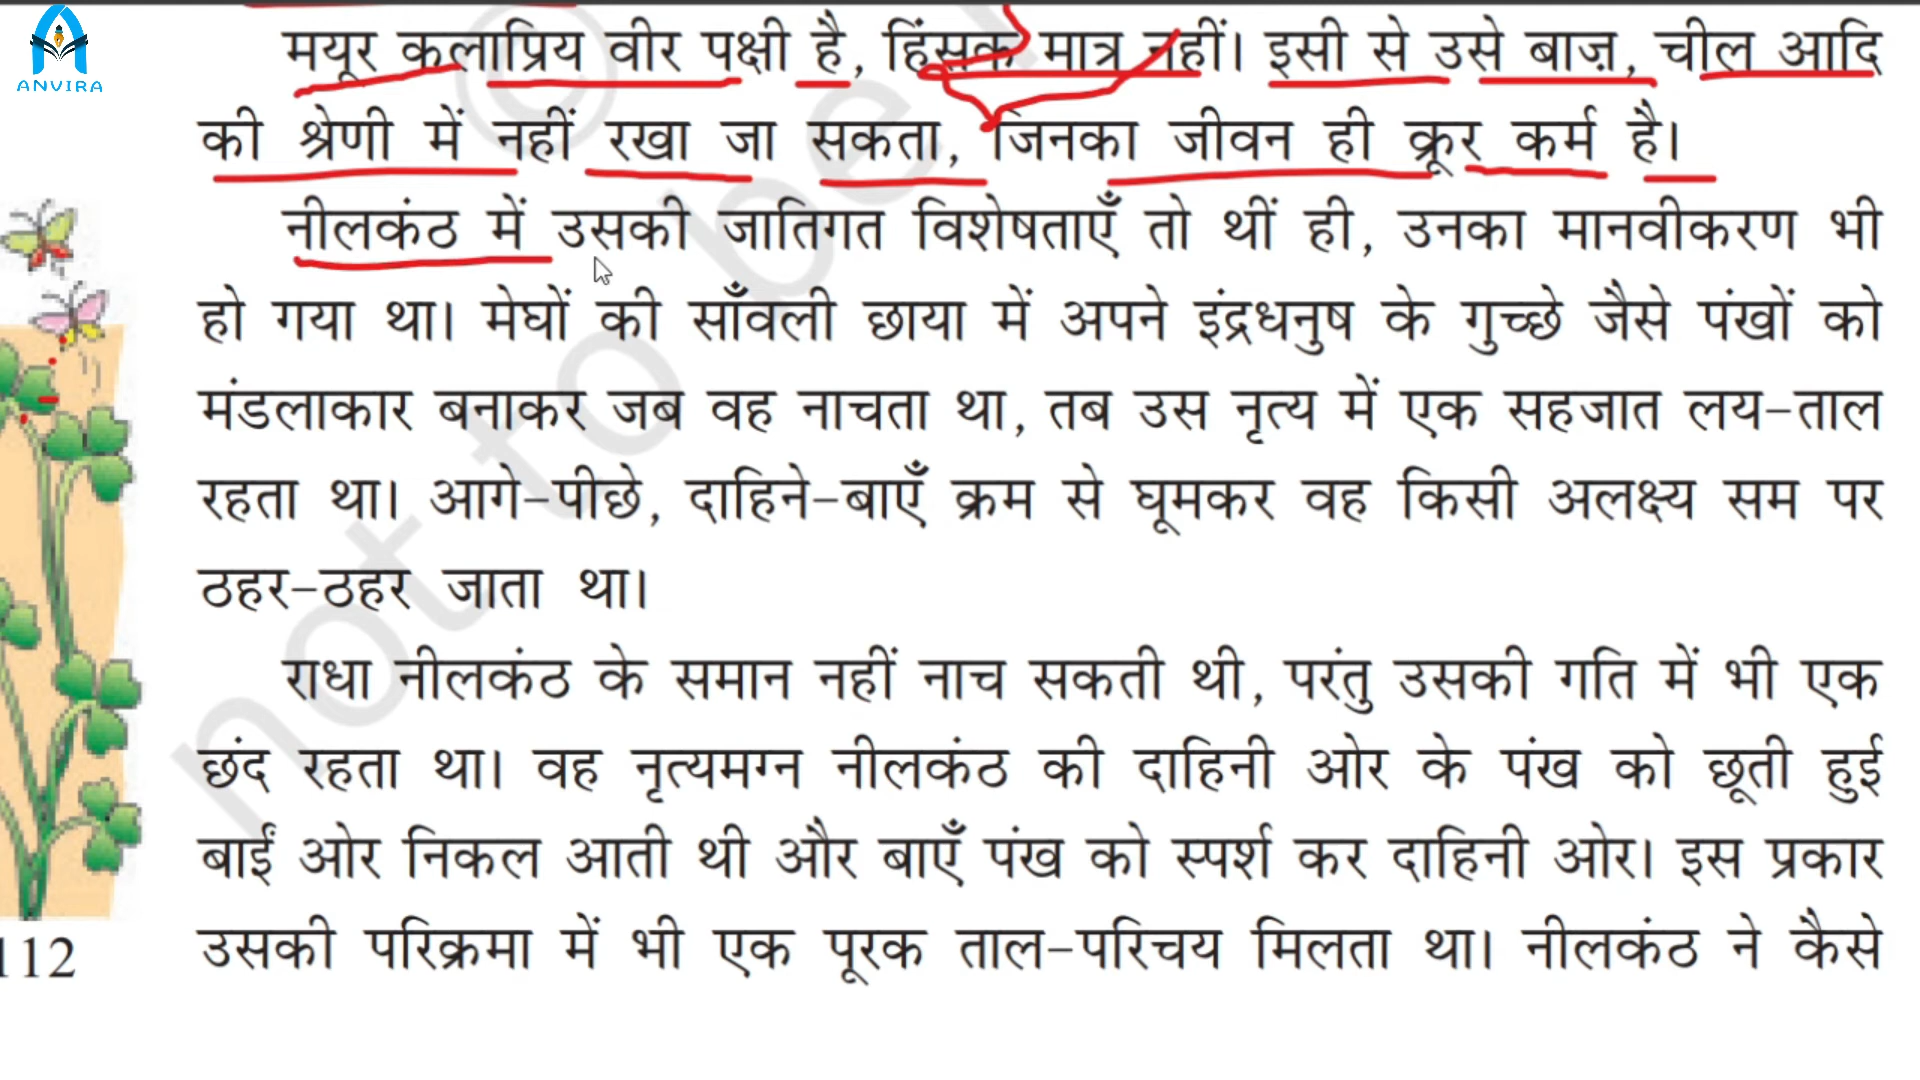 ANVIRA
मयूर कलाप्रिय वीर पक्षी है, हिंसक मात्र नहीं। इसी से उसे बाज़, चील आदि
की श्रेणी में नहीं रखा जा सकता, जिनका जीवन ही क्रूर कर्म है।
नीलकंठ में उसकी जातिगत विशेषताएँ तो थीं ही, उनका मानवीकरण भी
हो गया था। मेघों की साँवली छाया में अपने इंद्रधनुष के गुच्छे जैसे पंखों को
मंडलाकार बनाकर जब वह नाचता था, तब उस नृत्य में एक सहजात लय-ताल
रहता था। आगे-पीछे, दाहिने-बाएँ क्रम से घूमकर वह किसी अलक्ष्य सम पर
ठहर-ठहर जाता था।
राधा नीलकंठ के समान नहीं नाच सकती थी, परंतु उसकी गति में भी एक
छंद रहता था। वह नृत्यमग्न नीलकंठ की दाहिनी ओर के पंख को छूती हुई
बाईं ओर निकल आती थी और बाएँ पंख को स्पर्श कर दाहिनी ओर। इस प्रकार
उसकी परिक्रमा में भी एक पूरक ताल-परिचय मिलता था। नीलकंठ ने कैसे
112
© not to be